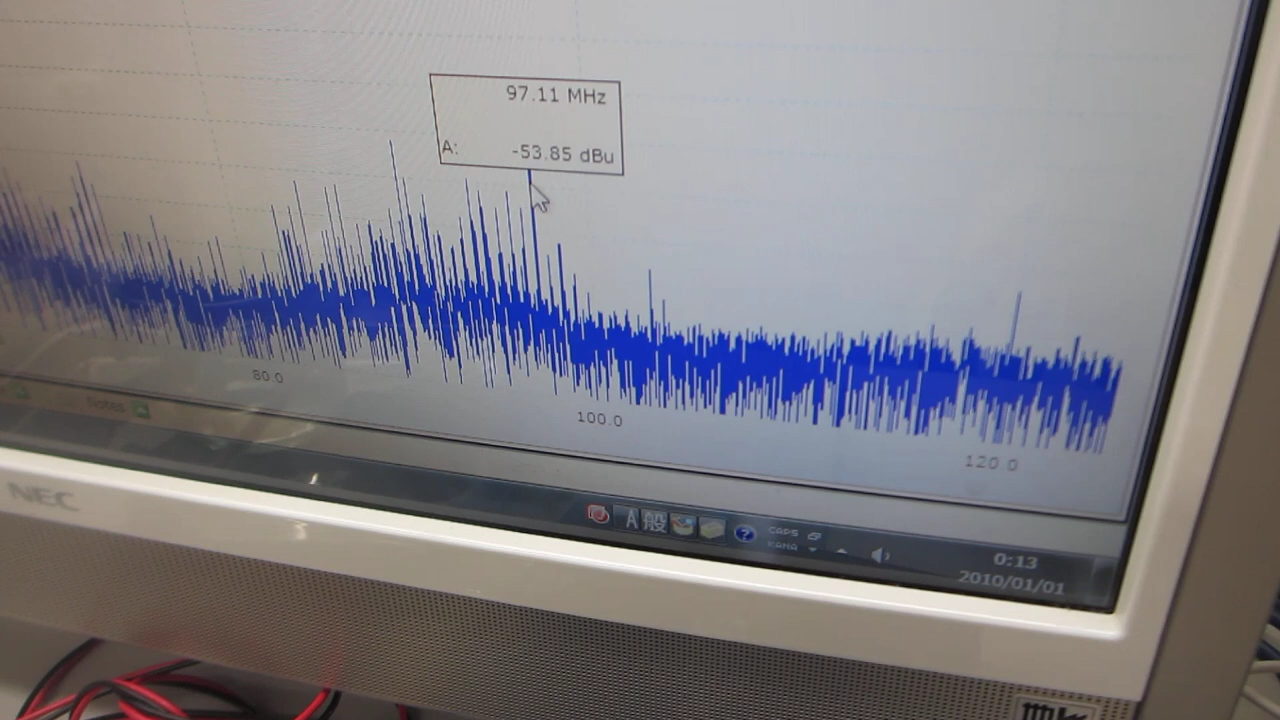 97.11 MHz
A: -53.85 dBu
80.0
100.0
120.0
Notes
NEC
A 般
CAPS
KANA
0:13
2010/01/01